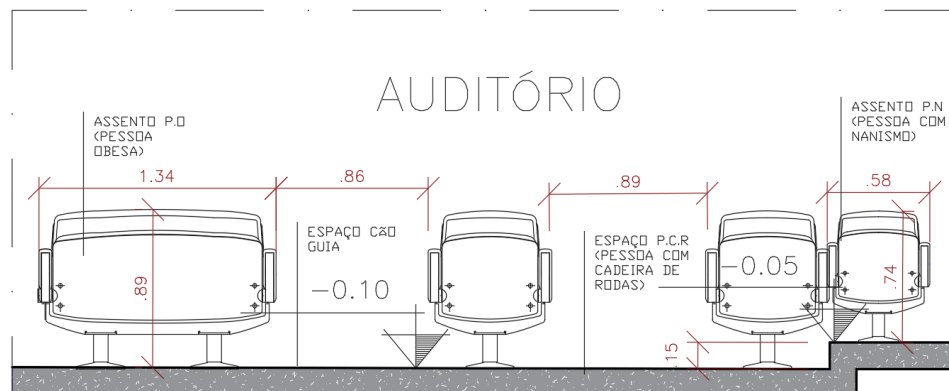 AUDITÓRIO
ASSENTO P.O
(PESSOA
OBESA)
ASSENTO P.N
(PESSOA COM
NANISMO)
1.34
.86
.89
.58
ESPAÇO CÃO
GUIA
ESPAÇO P.C.R
(PESSOA COM
CADEIRA DE
RODAS)
-0.10
-0.05
.89
.74
.15